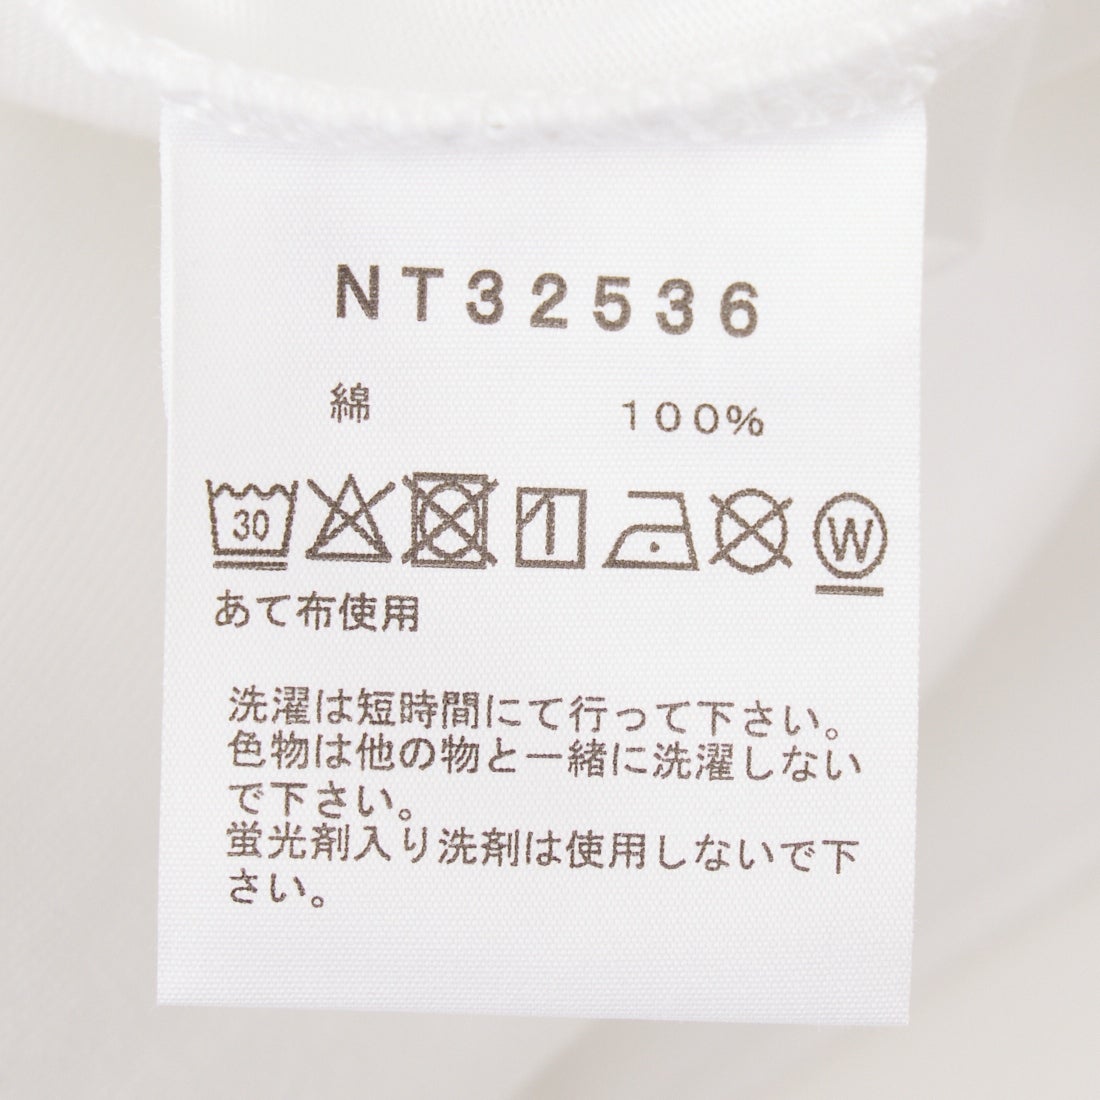 NT32536
綿 100%
30
W
あて布使用
洗濯は短時間にて行って下さい。
色物は他の物と一緒に洗濯しない
で下さい。
蛍光剤入り洗剤は使用しないで下
さい。